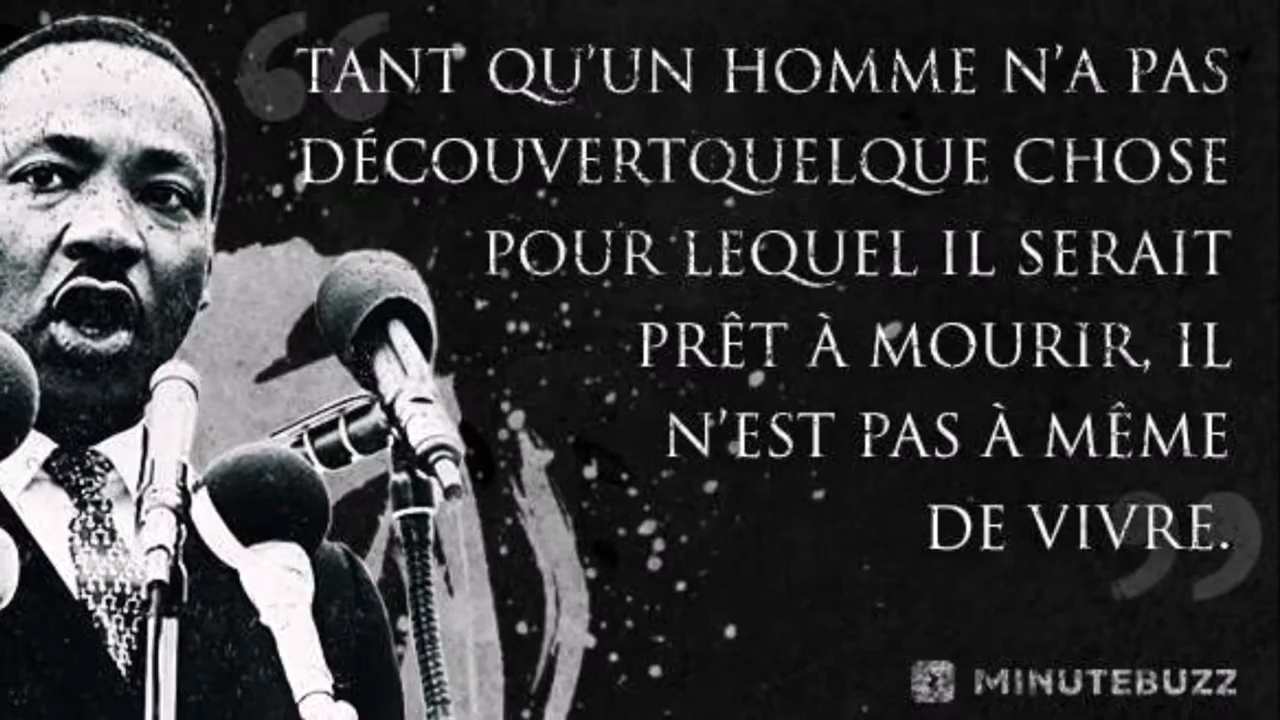 “TANT QU'UN HOMME N'A PAS
DÉCOUVERTQUELQUE CHOSE
POUR LEQUEL IL SERAIT
PRÊT À MOURIR, IL
N'EST PAS À MÊME
DE VIVRE.”
MINUTEBUZZ